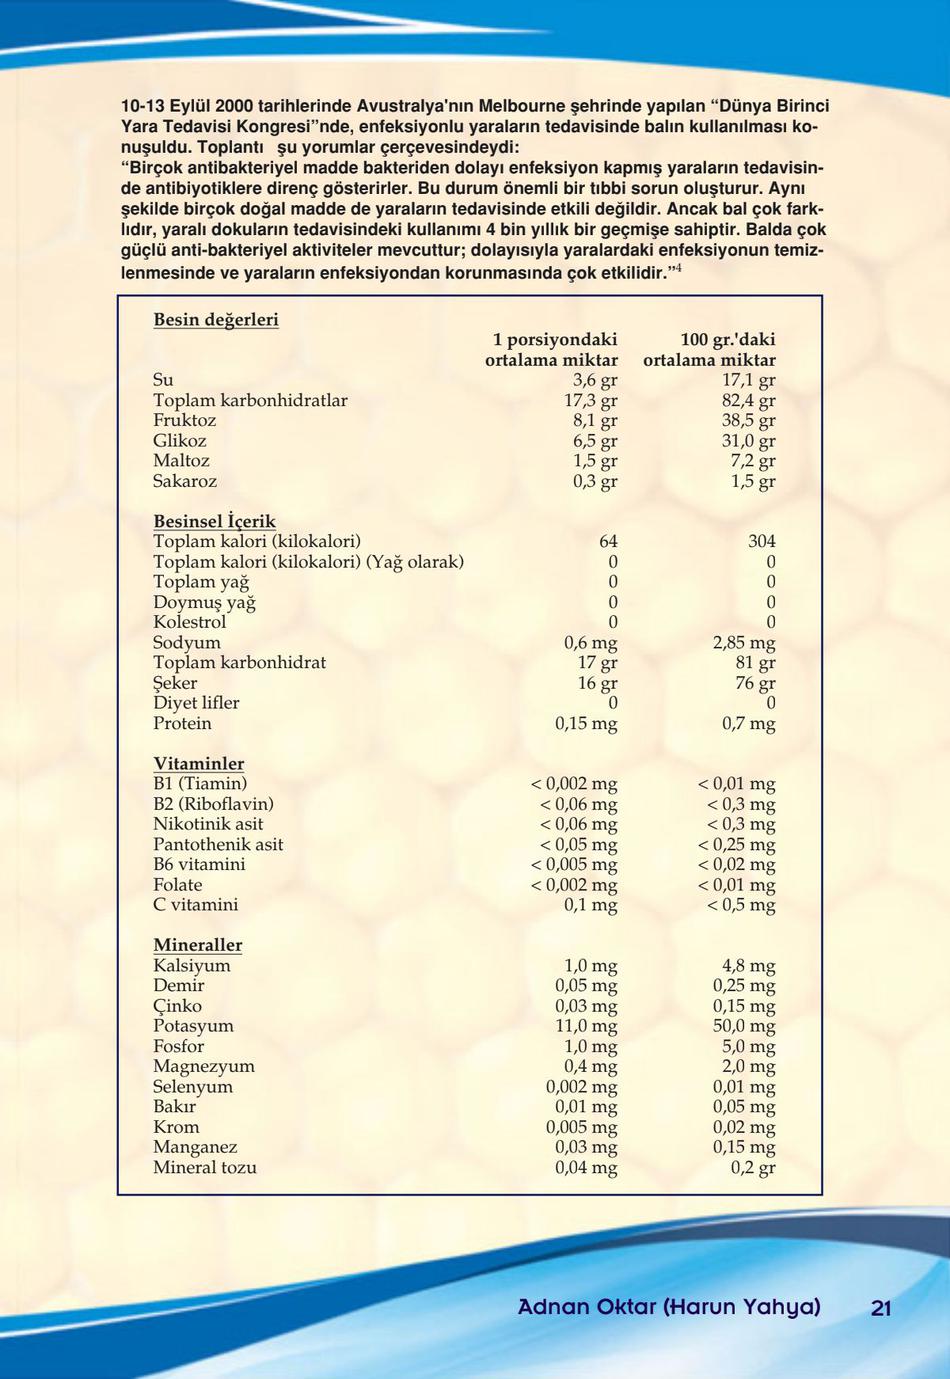 10-13 Eylül 2000 tarihlerinde Avustralya'nın Melbourne şehrinde yapılan “Dünya Birinci
Yara Tedavisi Kongresi”nde, enfeksiyonlu yaraların tedavisinde balın kullanılması ko-
nuşuldu. Toplantı şu yorumlar çerçevesindeydi:
“Birçok antibakteriyel madde bakteriden dolayı enfeksiyon kapmış yaraların tedavisin-
de antibiyotiklere direnç gösterirler. Bu durum önemli bir tıbbi sorun oluşturur. Aynı
şekilde birçok doğal madde de yaraların tedavisinde etkili değildir. Ancak bal çok fark-
lıdır, yaralı dokuların tedavisindeki kullanımı 4 bin yıllık bir geçmişe sahiptir. Balda çok
güçlü anti-bakteriyel aktiviteler mevcuttur; dolayısıyla yaralardaki enfeksiyonun temiz-
lenmesinde ve yaraların enfeksiyondan korunmasında çok etkilidir.”4
Besin değerleri
1 porsiyondaki 100 gr.'daki
ortalama miktar ortalama miktar
Su 3,6 gr 17,1 gr
Toplam karbonhidratlar 17,3 gr 82,4 gr
Fruktoz 8,1 gr 38,5 gr
Glikoz 6,5 gr 31,0 gr
Maltoz 1,5 gr 7,2 gr
Sakaroz 0,3 gr 1,5 gr
Besinsel İçerik
Toplam kalori (kilokalori) 64 304
Toplam kalori (kilokalori) (Yağ olarak) 0 0
Toplam yağ 0 0
Doymuş yağ 0 0
Kolestrol 0 0
Sodyum 0,6 mg 2,85 mg
Toplam karbonhidrat 17 gr 81 gr
Şeker 16 gr 76 gr
Diyet lifler 0 0
Protein 0,15 mg 0,7 mg
Vitaminler
B1 (Tiamin) < 0,002 mg < 0,01 mg
B2 (Riboflavin) < 0,06 mg < 0,3 mg
Nikotinik asit < 0,06 mg < 0,3 mg
Pantothenik asit < 0,05 mg < 0,25 mg
B6 vitamini < 0,005 mg < 0,02 mg
Folate < 0,002 mg < 0,01 mg
C vitamini 0,1 mg < 0,5 mg
Mineraller
Kalsiyum 1,0 mg 4,8 mg
Demir 0,05 mg 0,25 mg
Çinko 0,03 mg 0,15 mg
Potasyum 11,0 mg 50,0 mg
Fosfor 1,0 mg 5,0 mg
Magnezyum 0,4 mg 2,0 mg
Selenyum 0,002 mg 0,01 mg
Bakır 0,01 mg 0,05 mg
Krom 0,005 mg 0,02 mg
Manganez 0,03 mg 0,15 mg
Mineral tozu 0,04 mg 0,2 gr
Adnan Oktar (Harun Yahya) 21